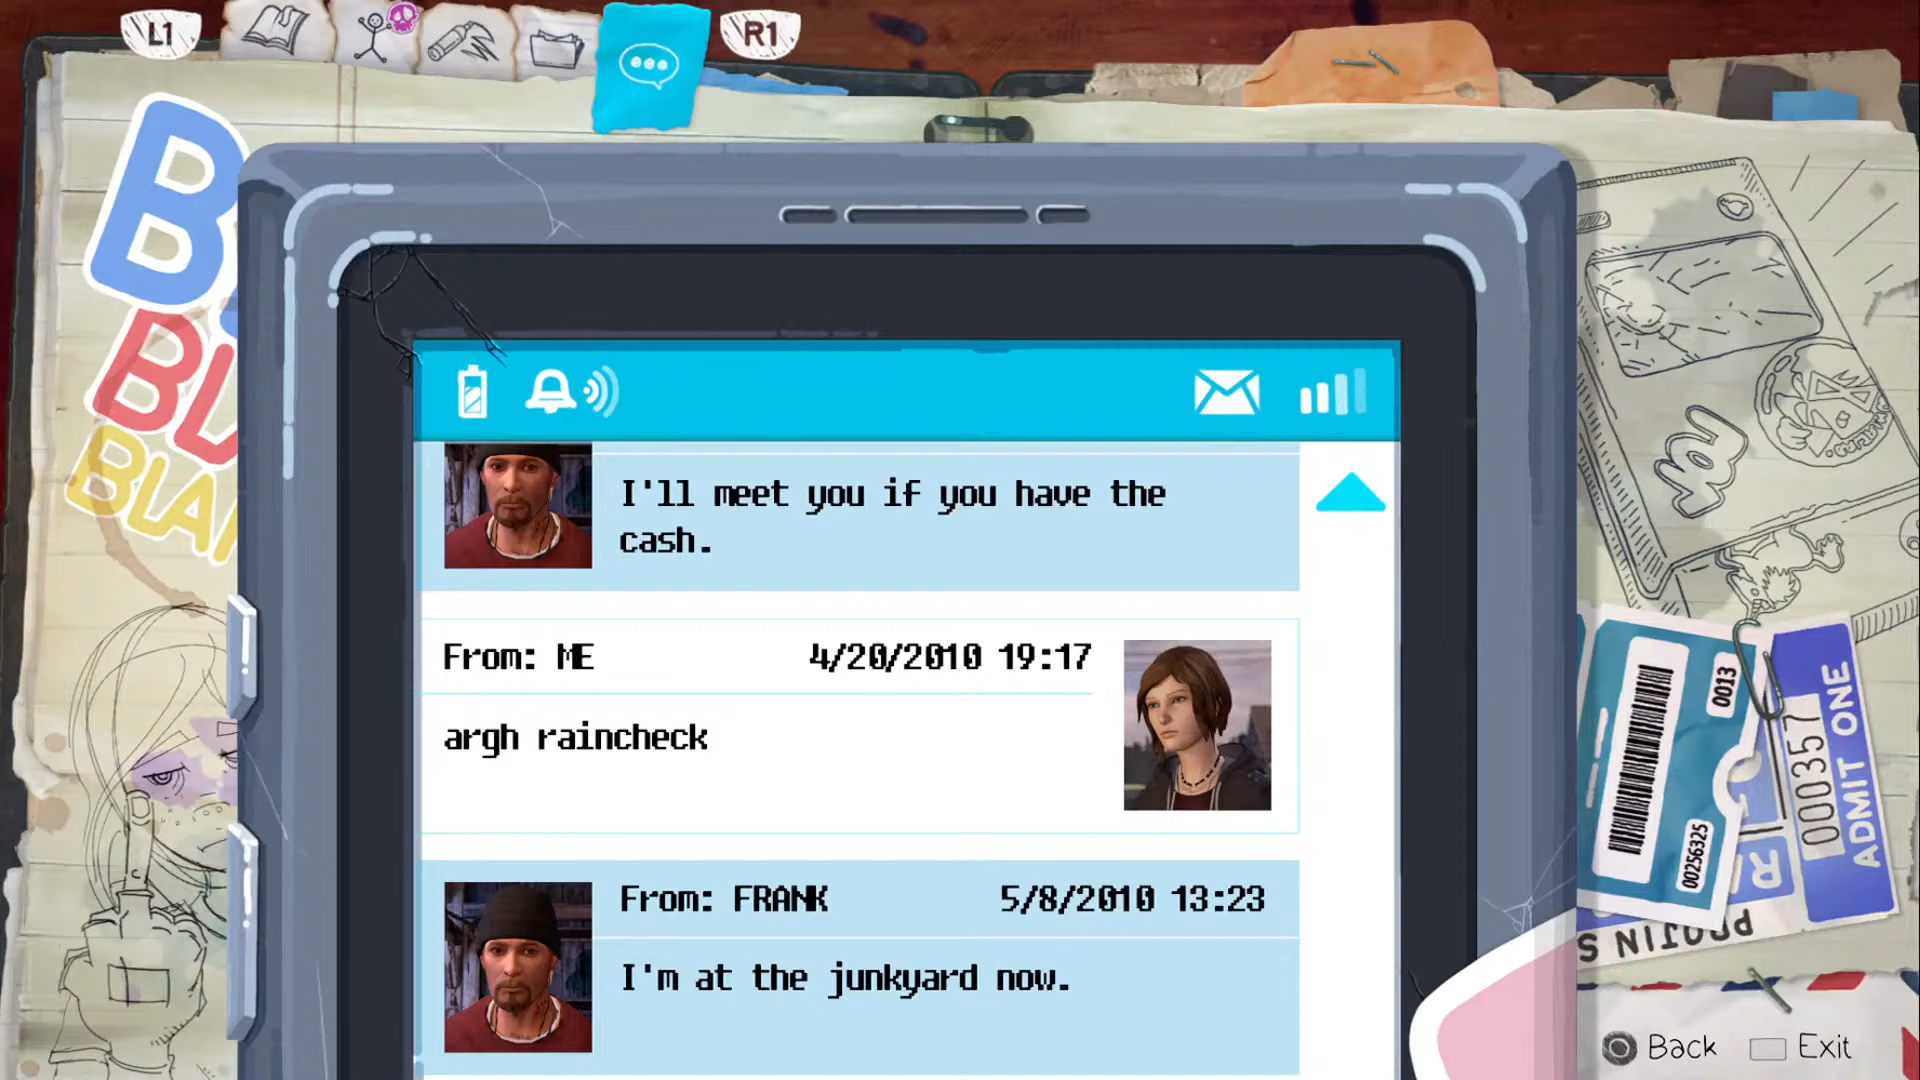 L1
R1
I'll meet you if you have the
cash.
From: ME 4/20/2010 19:17
argh raincheck
From: FRANK 5/8/2010 13:23
I'm at the junkyard now.
0013
00256325
000357
ADMIT ONE
Back Exit